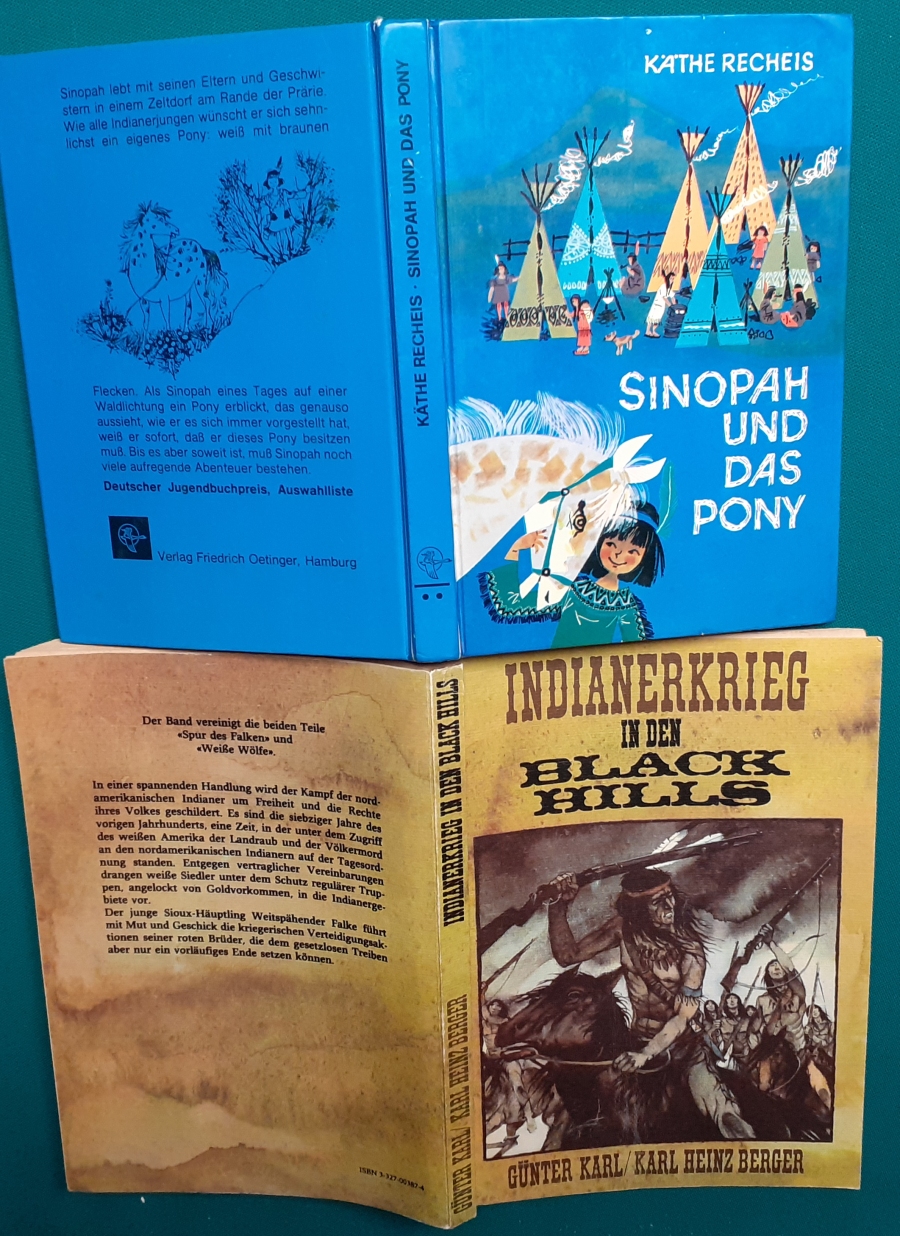 Sinopah lebt mit seinen Eltern und Geschwi-
stern in einem Zeltdorf am Rande der Prärie.
Wie alle Indianerjungen wünscht er sich sehn-
lichst ein eigenes Pony: weiß mit braunen
Flecken. Als Sinopah eines Tages auf einer
Waldlichtung ein Pony erblickt, das genauso
aussieht, wie er es sich immer vorgestellt hat,
weiß er sofort, daß er dieses Pony besitzen
muß. Bis es aber soweit ist, muß Sinopah noch
viele aufregende Abenteuer bestehen.
Deutscher Jugendbuchpreis, Auswahlliste
Verlag Friedrich Oetinger, Hamburg
KÄTHE RECHEIS · SINOPAH UND DAS PONY
KÄTHE RECHEIS
SINOPAH
UND
DAS
PONY
Der Band vereinigt die beiden Teile
«Spur des Falken» und
«Weiße Wölfe».
In einer spannenden Handlung wird der Kampf der nord-
amerikanischen Indianer um Freiheit und die Rechte
ihres Volkes geschildert. Es sind die siebziger Jahre des
vorigen Jahrhunderts, eine Zeit, in der unter dem Zugriff
des weißen Amerika der Landraub und der Völkermord
an den nordamerikanischen Indianern auf der Tagesord-
nung standen. Entgegen vertraglicher Vereinbarungen
drangen weiße Siedler unter dem Schutz regulärer Trup-
pen, angelockt von Goldvorkommen, in die Indianerge-
biete vor.
Der junge Sioux-Häuptling Weitspähender Falke führt
mit Mut und Geschick die kriegerischen Verteidigungsak-
tionen seiner roten Brüder, die dem gesetzlosen Treiben
aber nur ein vorläufiges Ende setzen können.
ISBN 3-327-00387-4
GÜNTER KARL/ KARL HEINZ BERGER INDIANERKRIEG IN DEN BLACK HILLS
INDIANERKRIEG
IN DEN
BLACK
HILLS
GÜNTER KARL/KARL HEINZ BERGER